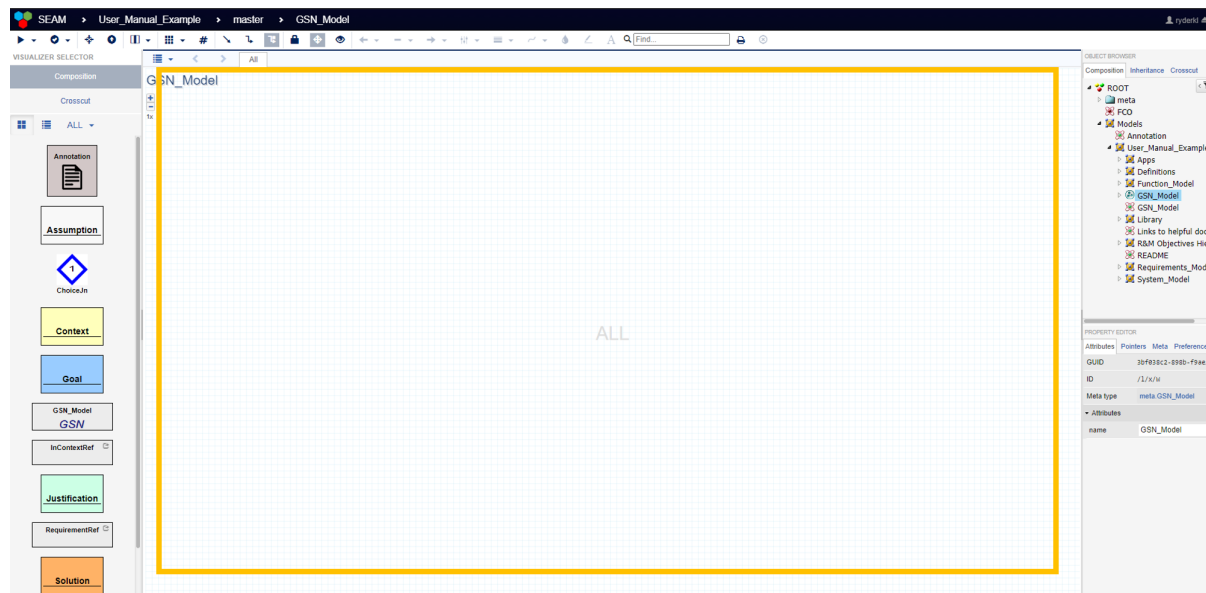 SEAM › User_Manual_Example › master › GSN_Model
ryderkl
Find...
VISUALIZER SELECTOR
Composition
Crosscut
ALL
Annotation
Assumption
1
ChoiceJn
Context
Goal
GSN_Model
GSN
InContextRef
Justification
RequirementRef
Solution
All
GSN_Model
+
-
1x
ALL
OBJECT BROWSER
Composition Inheritance Crosscut
ROOT
meta
FCO
Models
Annotation
User_Manual_Example
Apps
Definitions
Function_Model
GSN_Model
GSN_Model
Library
Links to helpful doc
R&M Objectives Hie
README
Requirements_Mod
System_Model
PROPERTY EDITOR
Attributes Pointers Meta Preference
GUID 3bf038c2-898b-f9ae
ID /1/x/W
Meta type meta.GSN_Model
Attributes
name GSN_Model